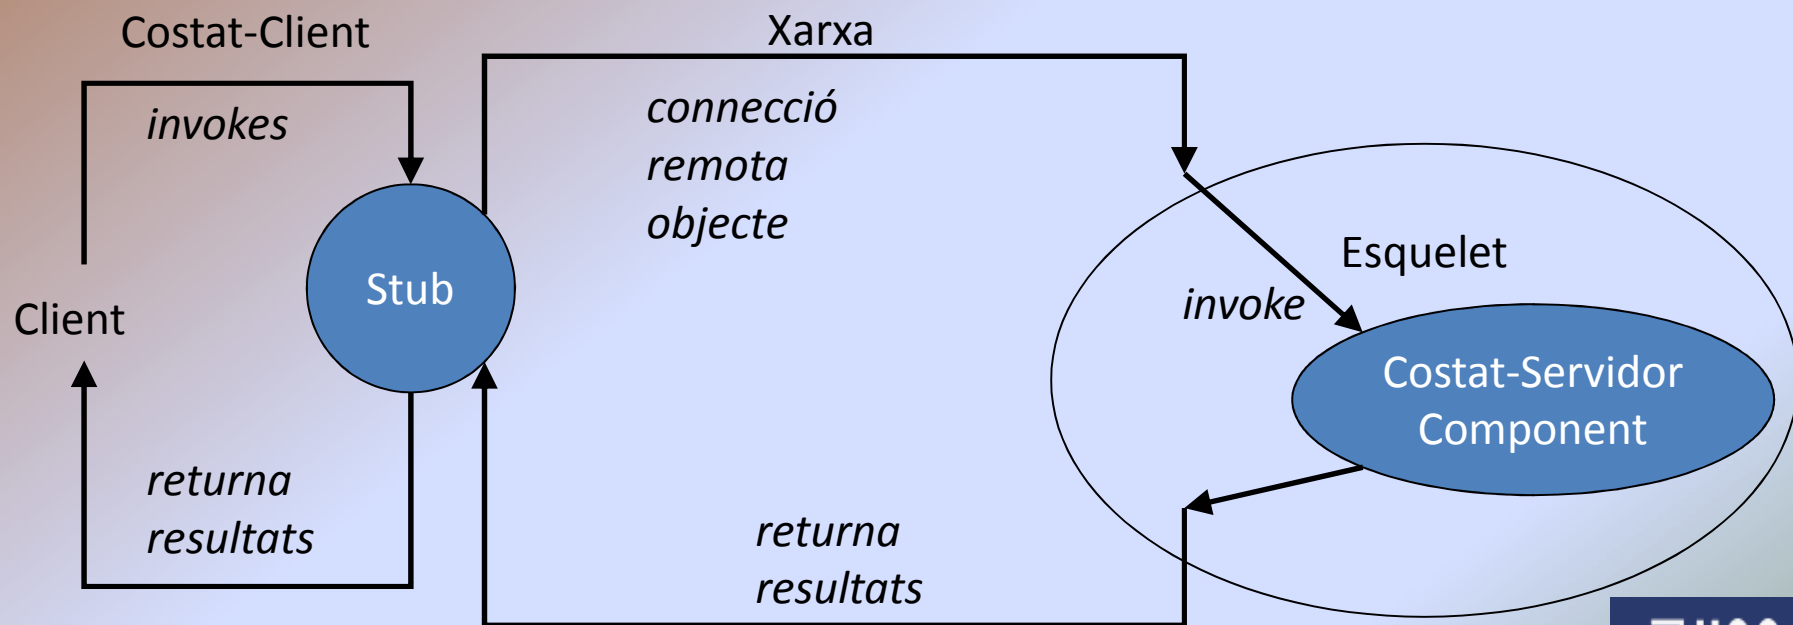 Costat-Client
Xarxa
invokes
connecció
remota
objecte
Stub
Client
Esquelet
invoke
Costat-Servidor
Component
returna
resultats
returna
resultats